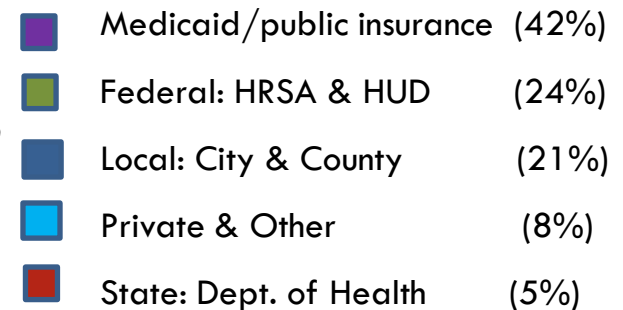 Medicaid/public insurance (42%)
Federal: HRSA & HUD (24%)
Local: City & County (21%)
Private & Other (8%)
State: Dept. of Health (5%)